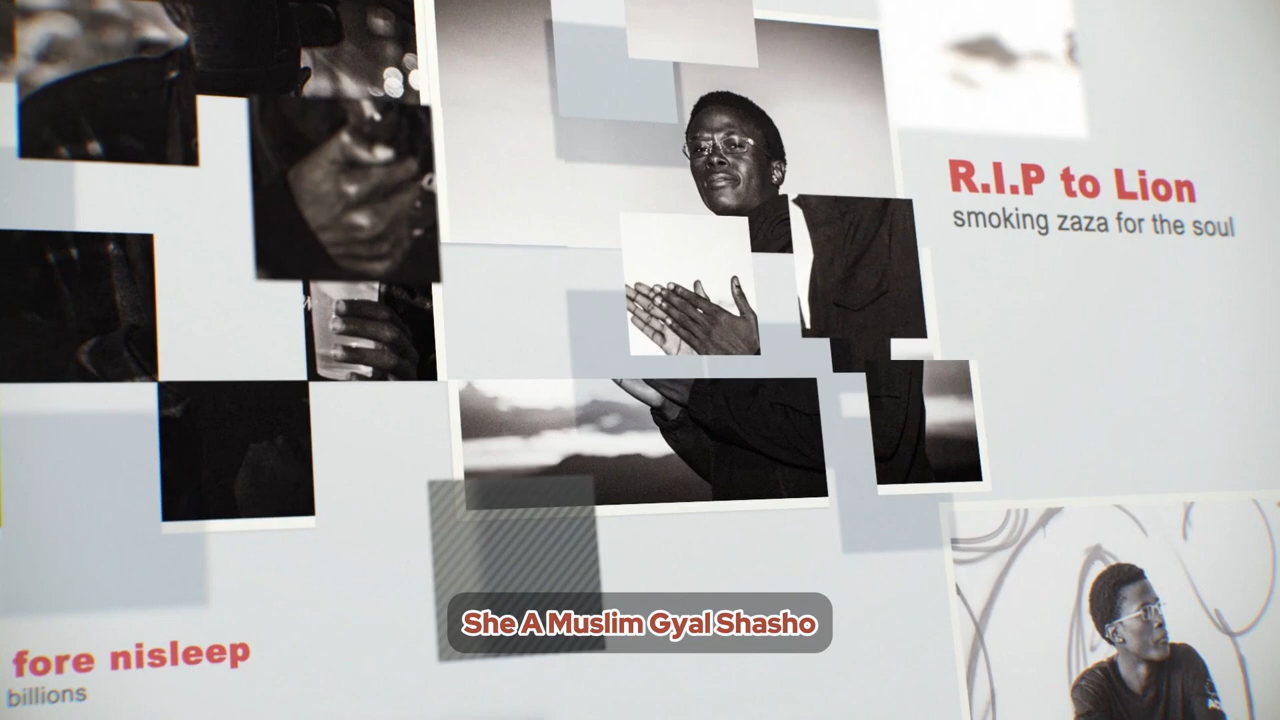 R.I.P to Lion
smoking zaza for the soul
She A Muslim Gyal Shasho
fore nisleep
billions